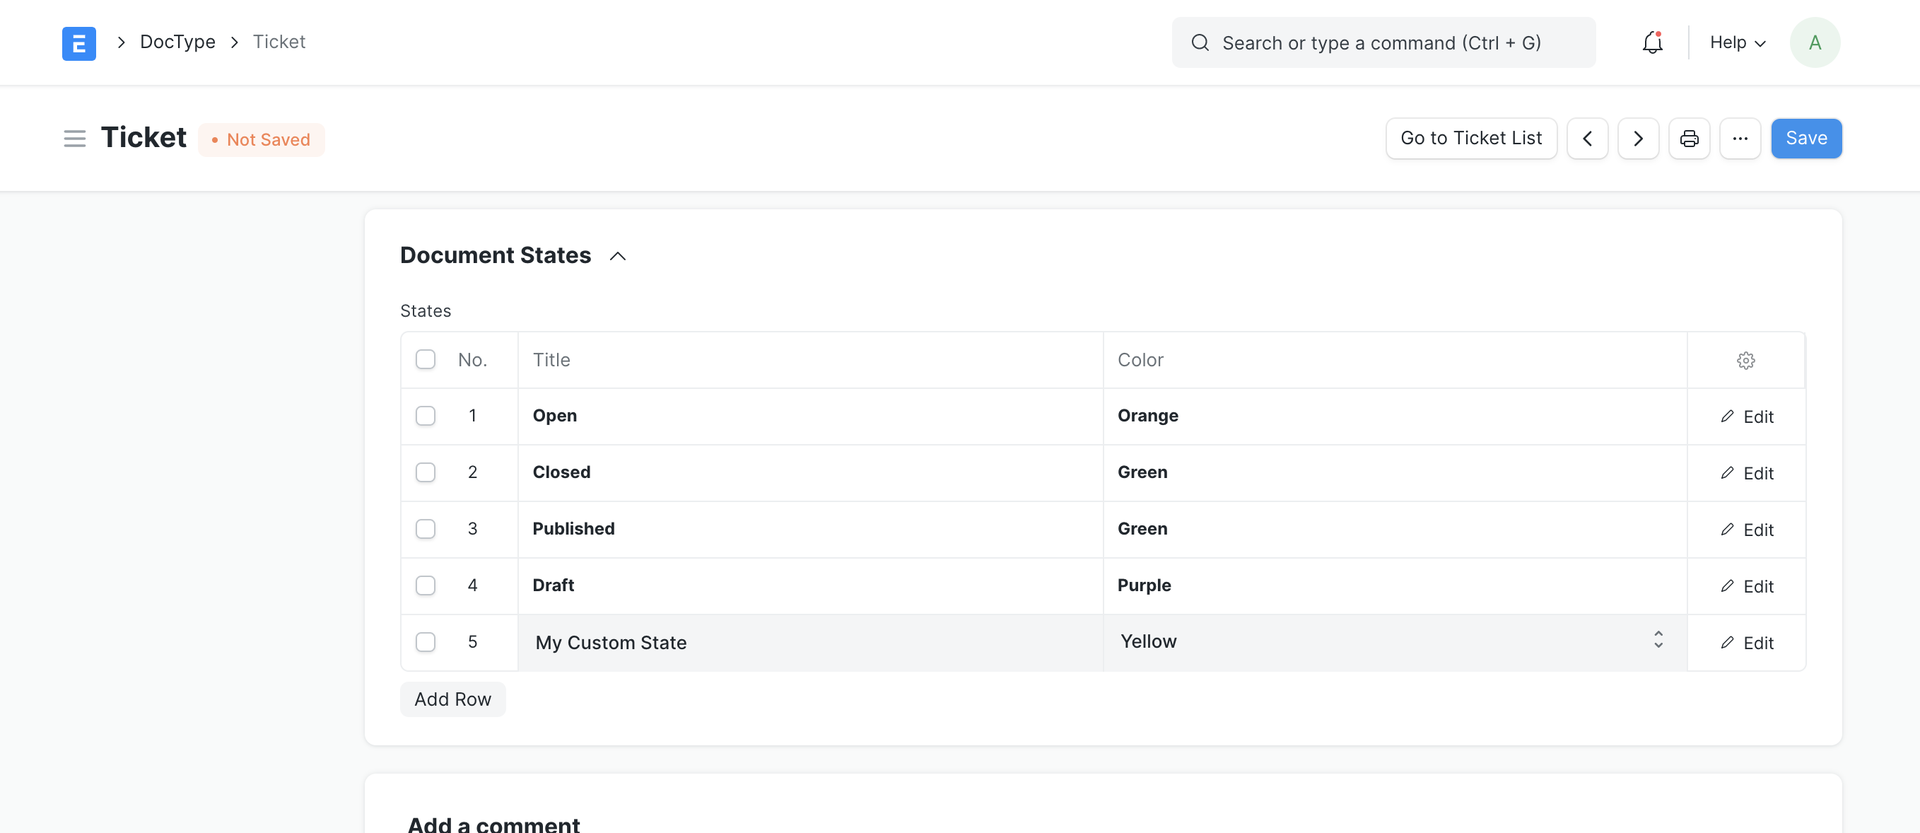 E DocType Ticket Search or type a command (Ctrl + G) Help A
Ticket • Not Saved Go to Ticket List ... Save
Document States
States
No. Title Color
1 Open Orange Edit
2 Closed Green Edit
3 Published Green Edit
4 Draft Purple Edit
5 My Custom State Yellow Edit
Add Row
Add a comment